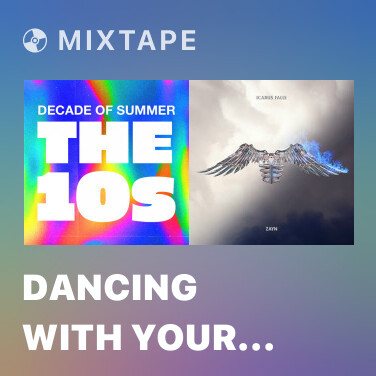 MIXTAPE
DECADE OF SUMMER
THE
10S
ICARUS FALLS
ZAYN
DANCING
WITH YOUR...